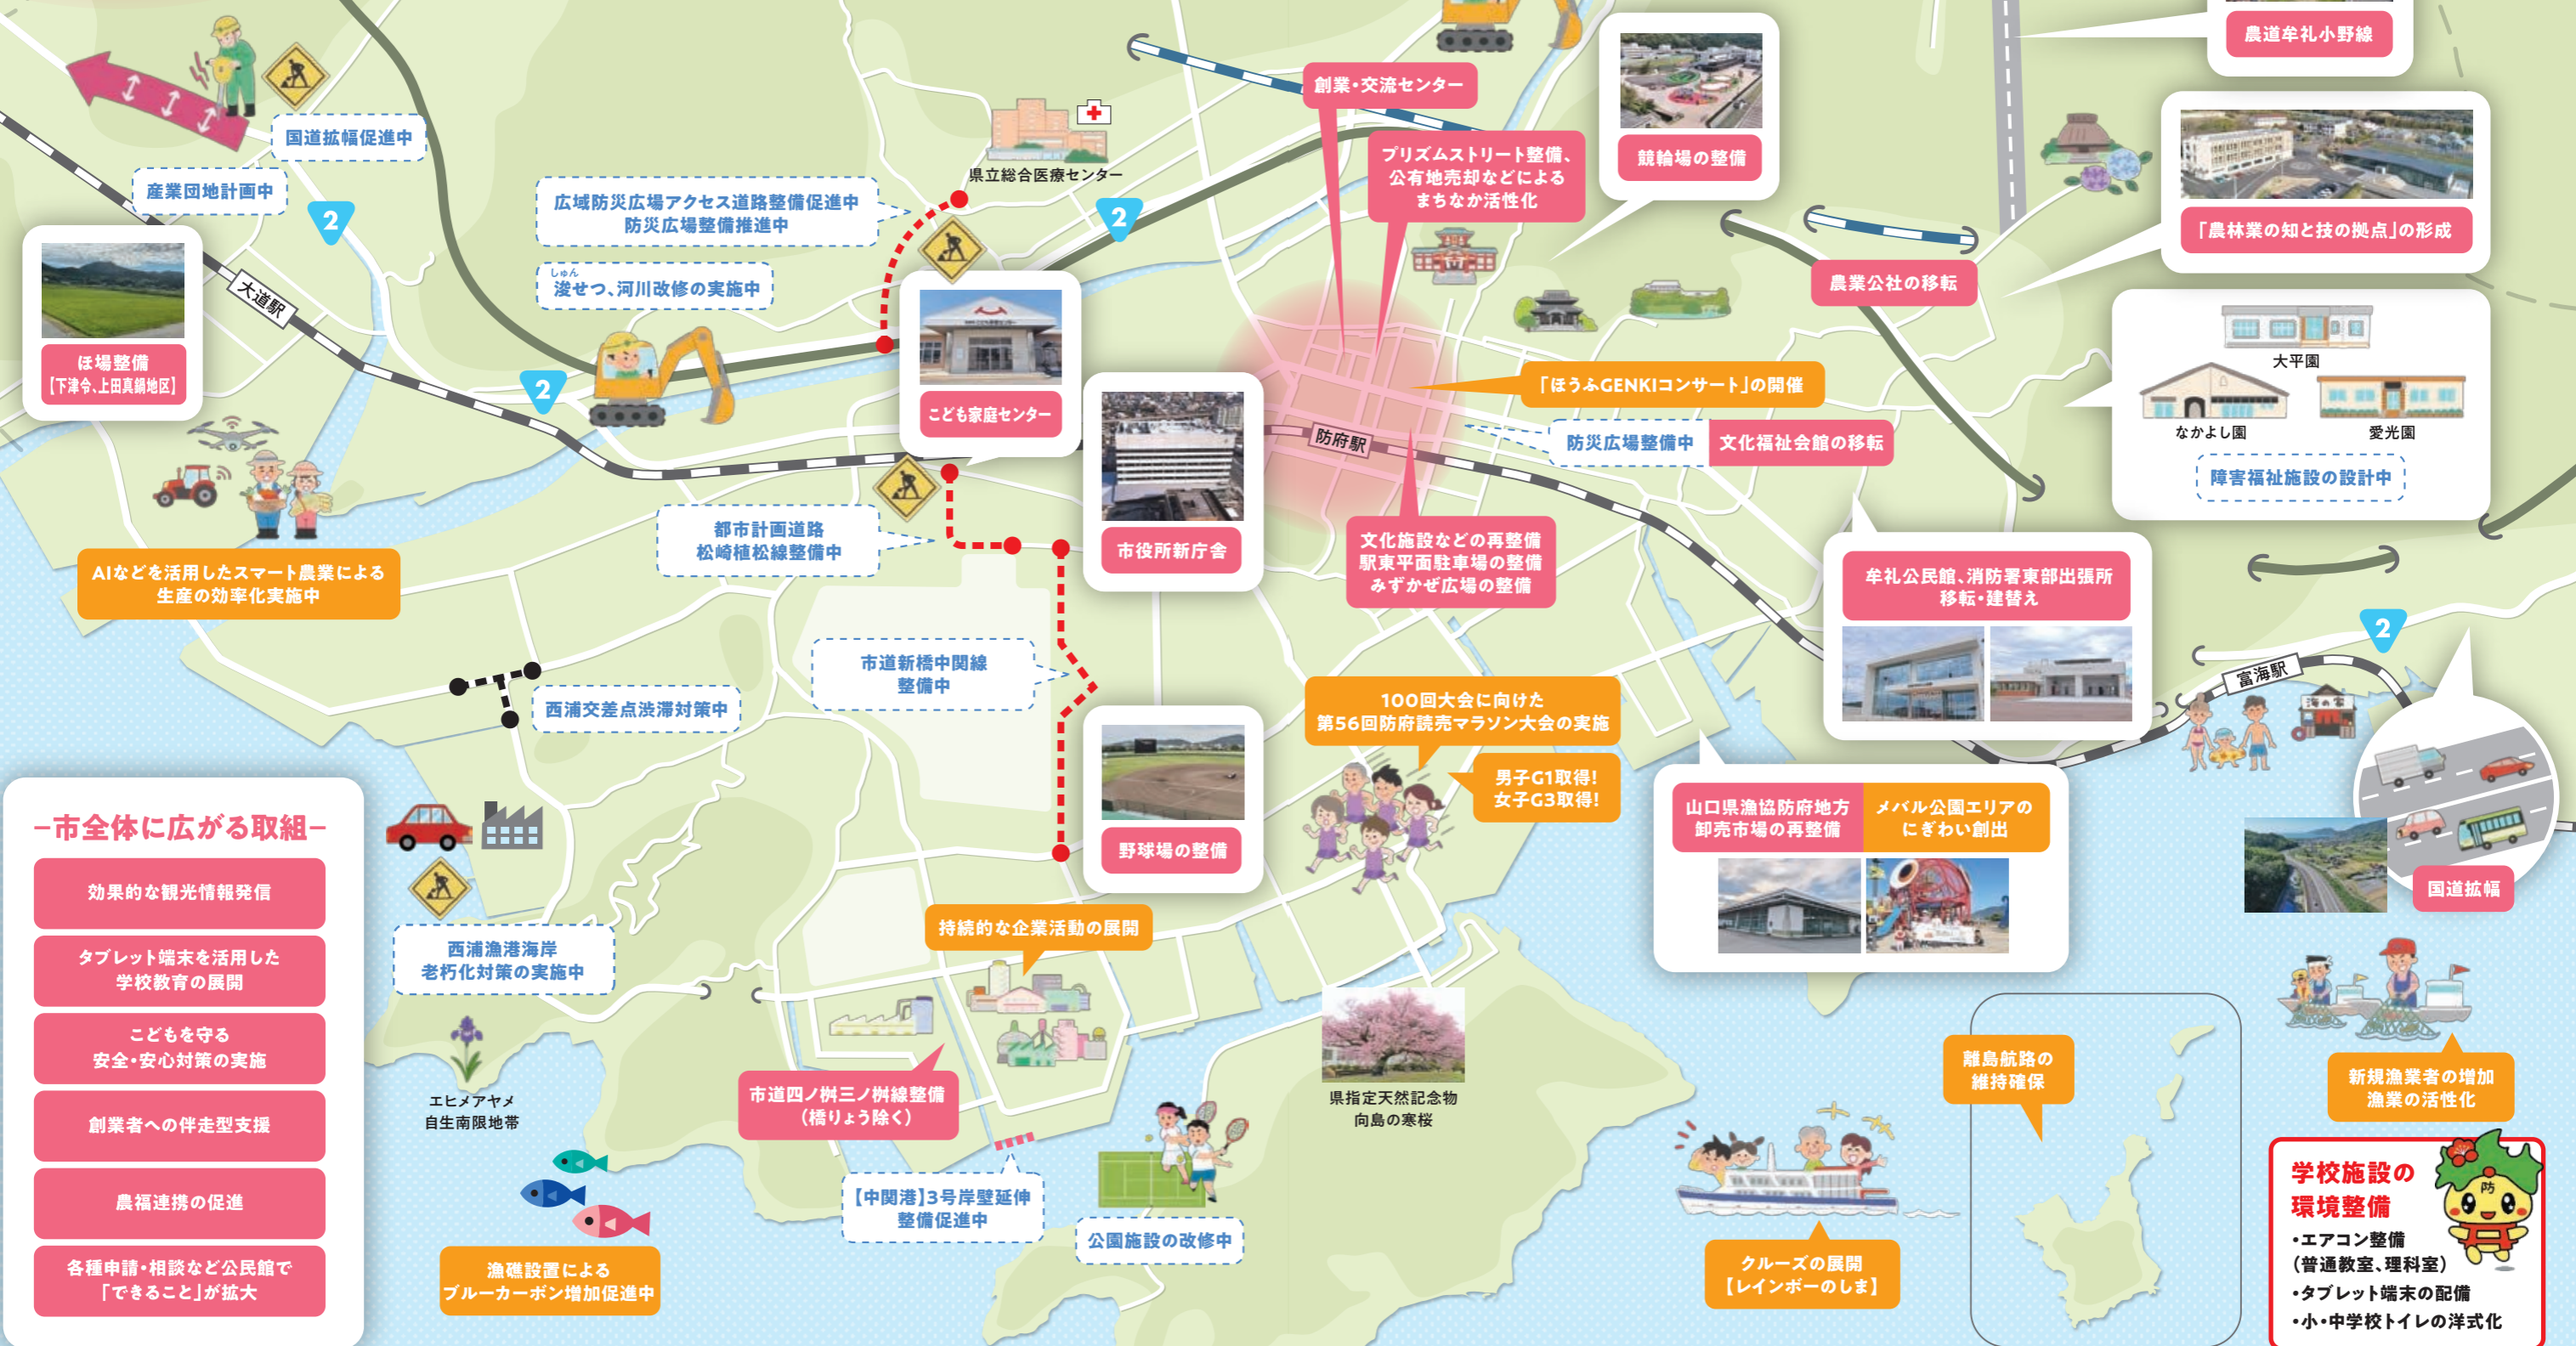 農道牟礼小野線
創業・交流センター
競輪場の整備
プリズムストリート整備、
公有地売却などによる
まちなか活性化
国道拡幅促進中
産業団地計画中
2
県立総合医療センター
広域防災広場アクセス道路整備促進中
防災広場整備推進中
2
しゅん
浚せつ、河川改修の実施中
「農林業の知と技の拠点」の形成
農業公社の移転
大道駅
ほ場整備
【下津令、上田真鍋地区】
2
こども家庭センター
大平園
なかよし園
愛光園
障害福祉施設の設計中
「ほうふGENKIコンサート」の開催
防府駅
防災広場整備中
文化福祉会館の移転
市役所新庁舎
文化施設などの再整備
駅東平面駐車場の整備
みずかぜ広場の整備
都市計画道路
松崎植松線整備中
AIなどを活用したスマート農業による
生産の効率化実施中
牟礼公民館、消防署東部出張所
移転・建替え
2
富海駅
海の家
市道新橋中関線
整備中
西浦交差点渋滞対策中
100回大会に向けた
第56回防府読売マラソン大会の実施
男子G1取得!
女子G3取得!
野球場の整備
山口県漁協防府地方
卸売市場の再整備
メバル公園エリアの
にぎわい創出
国道拡幅
−市全体に広がる取組−
効果的な観光情報発信
タブレット端末を活用した
学校教育の展開
こどもを守る
安全・安心対策の実施
創業者への伴走型支援
農福連携の促進
各種申請・相談など公民館で
「できること」が拡大
西浦漁港海岸
老朽化対策の実施中
持続的な企業活動の展開
エヒメアヤメ
自生南限地帯
市道四ノ桝三ノ桝線整備
(橋りょう除く)
県指定天然記念物
向島の寒桜
離島航路の
維持確保
新規漁業者の増加
漁業の活性化
【中関港】3号岸壁延伸
整備促進中
公園施設の改修中
漁礁設置による
ブルーカーボン増加促進中
クルーズの展開
【レインボーのしま】
学校施設の
環境整備
防
・エアコン整備
(普通教室、理科室)
・タブレット端末の配備
・小・中学校トイレの洋式化